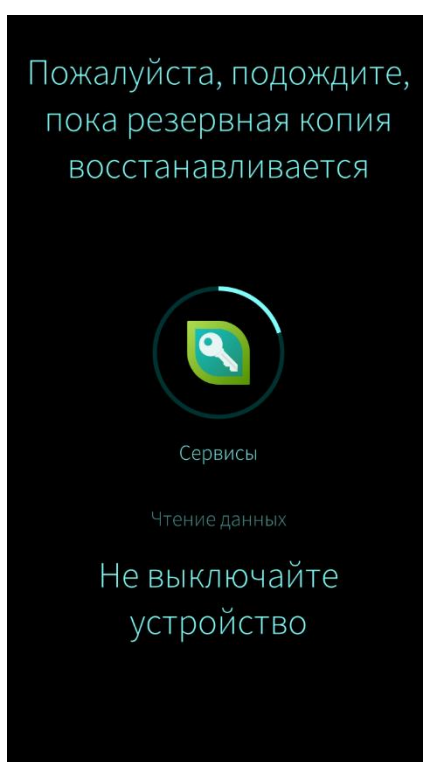 Пожалуйста, подождите,
пока резервная копия
восстанавливается
Сервисы
Чтение данных
Не выключайте
устройство